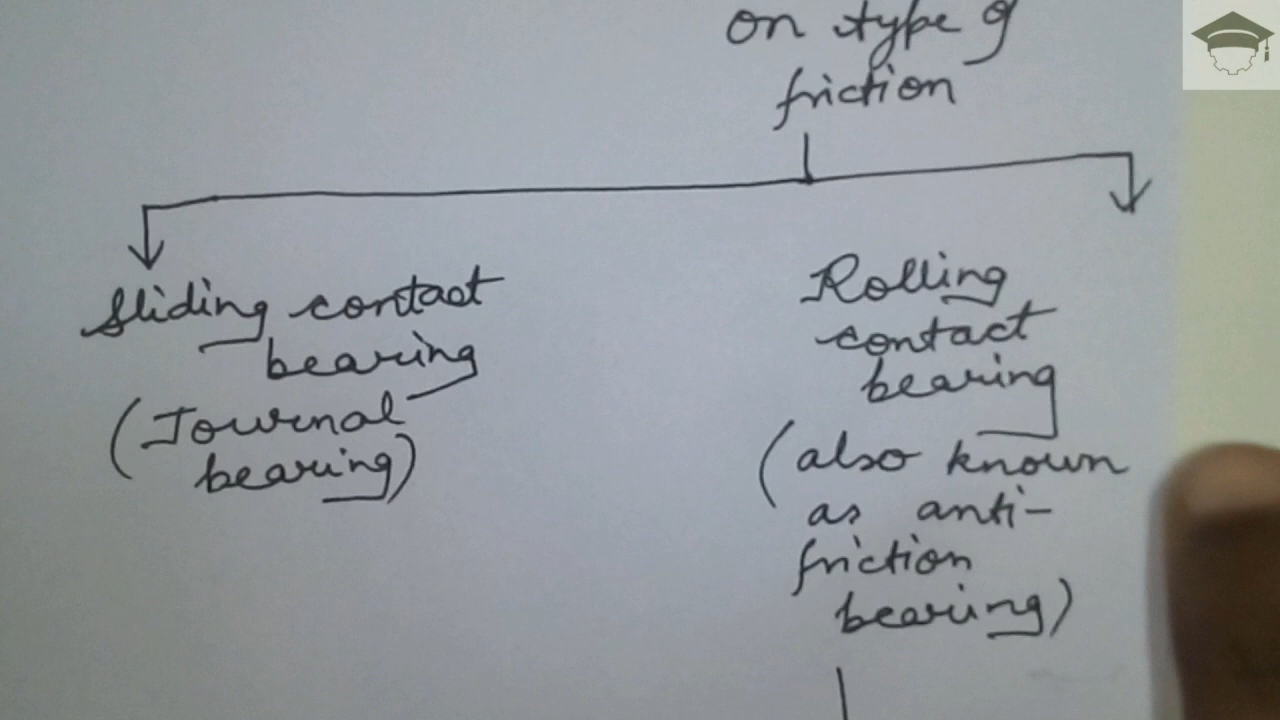 on type of
friction
Sliding contact
bearing
(Journal
bearing)
Rolling
contact
bearing
(also known
as anti-
friction
bearing)